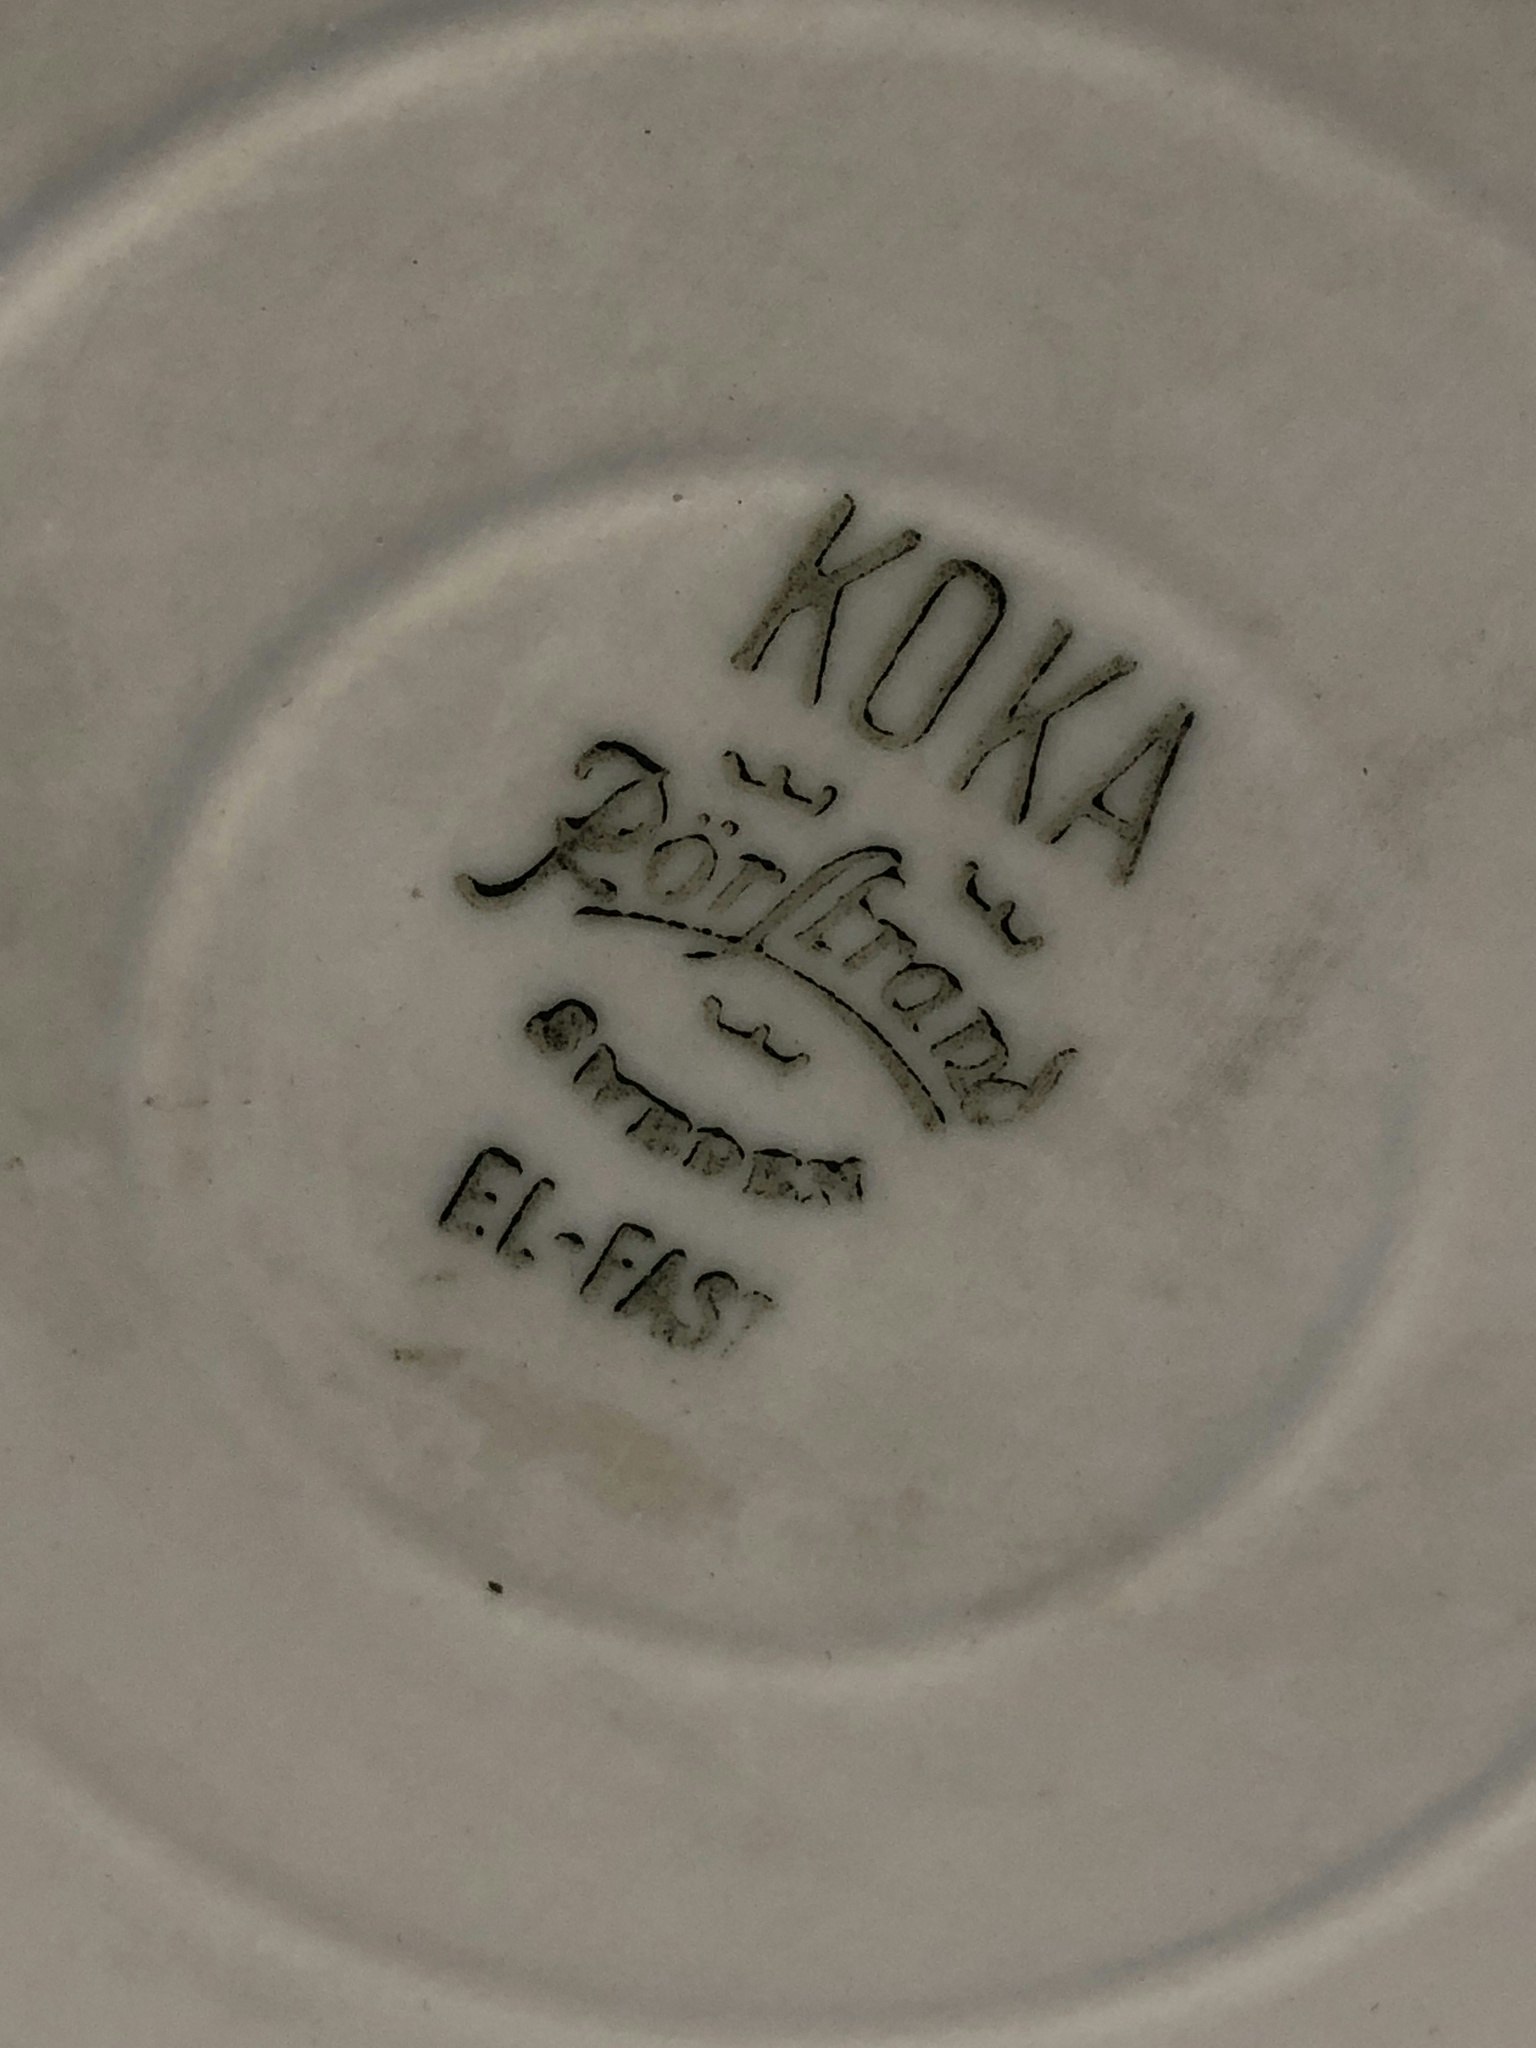 KOKA
Rörstrand
SWEDEN
EL-FAST